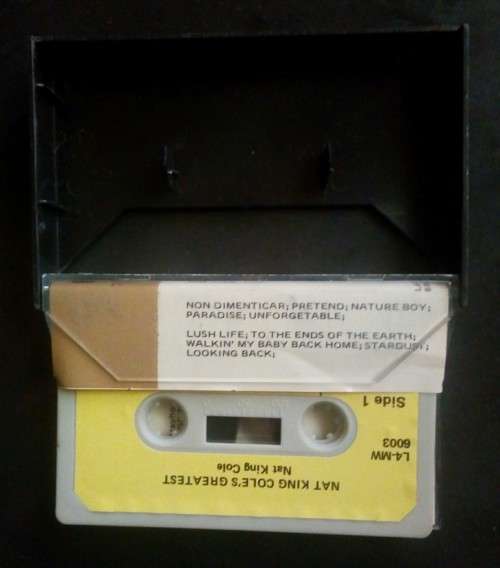 NON DIMENTICAR; PRETEND; NATURE BOY;
PARADISE; UNFORGETABLE;
LUSH LIFE; TO THE ENDS OF THE EARTH;
WALKIN' MY BABY BACK HOME; STARDUST;
LOOKING BACK;
NAT KING COLE'S GREATEST
Nat King Cole
L4-MW
6003
Side 1